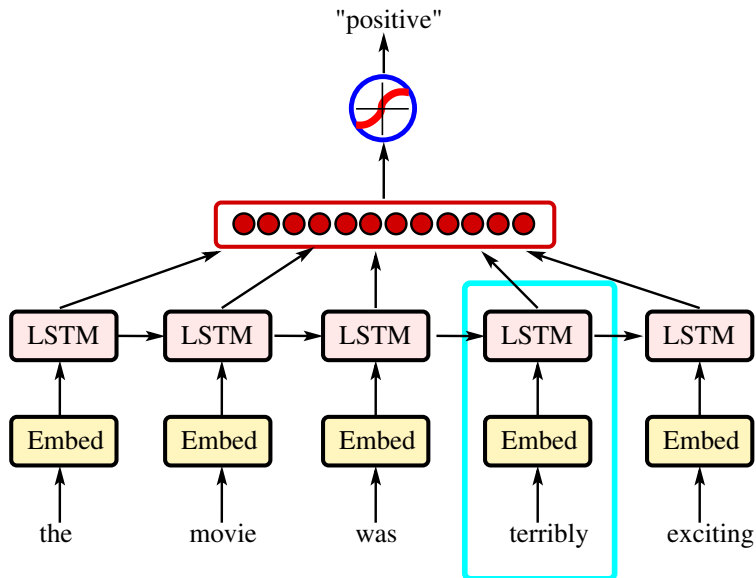 "positive"
LSTM LSTM LSTM LSTM LSTM
Embed Embed Embed Embed Embed
the movie was terribly exciting